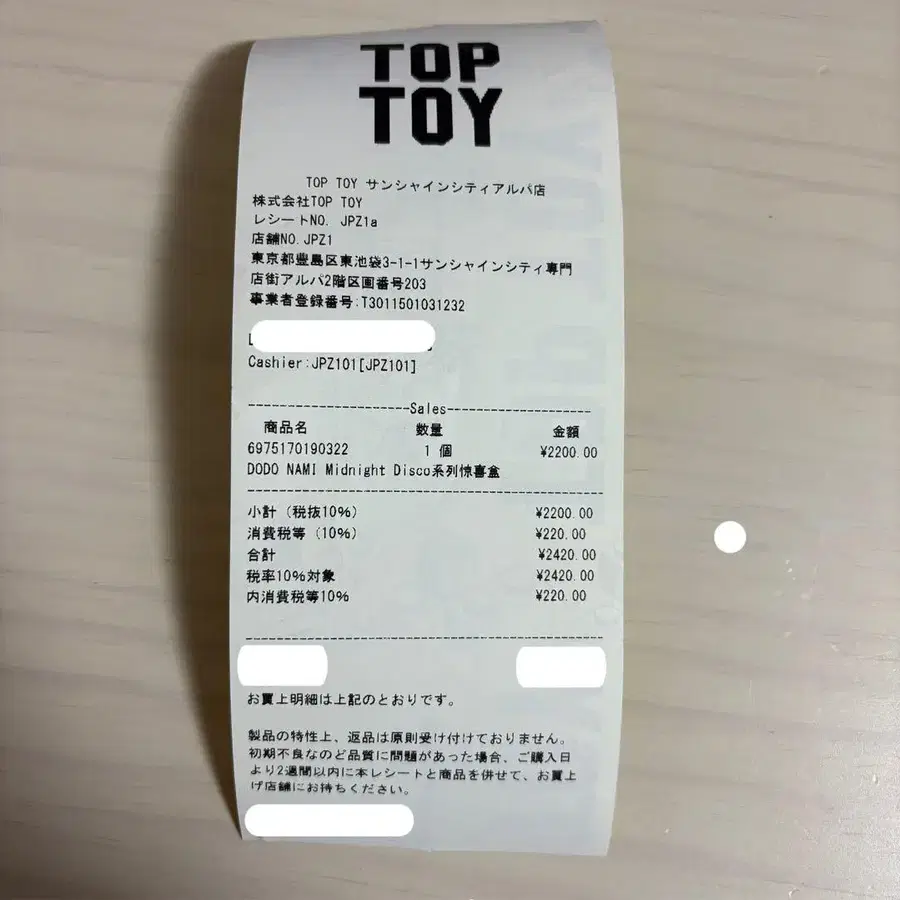 TOP
TOY
TOP TOY サンシャインシティアルパ店
株式会社TOP TOY
レシートNO. JPZ1a
店舗NO.JPZ1
東京都豊島区東池袋3-1-1サンシャインシティ専門
店街アルパ2階区画番号203
事業者登録番号:T3011501031232
Cashier:JPZ101[JPZ101]
Sales
商品名 数量 金額
6975170190322 1 個 ¥2200.00
DODO NAMI Midnight Disco系列惊喜盒
小計 (税抜10%) ¥2200.00
消費税等 (10%) ¥220.00
合計 ¥2420.00
税率10%対象 ¥2420.00
内消費税等10% ¥220.00
お買上明細は上記のとおりです。
製品の特性上、返品は原則受け付けておりません。
初期不良なのど品質に問題があった場合、ご購入日
より2週間以内に本レシートと商品を併せて、お買上
げ店舗にお持ちください。